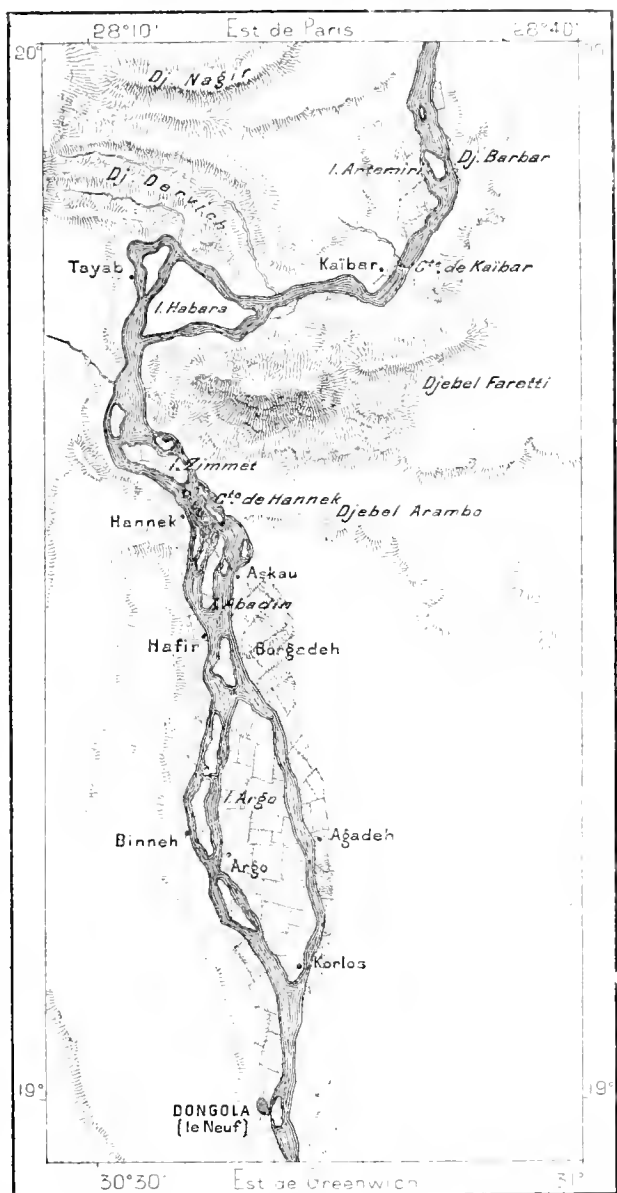 28°10' Est de Paris 28°40'
20°
Dj. Nagir
Dj. Barbar
I. Artemiri
Dj. Derwich
Tayab
Kaïbar
Cte. de Kaïbar
I. Habara
Djebel Faretti
I. Zimmet
Cte. de Hannek
Hannek
Djebel Arambo
Askau
I. Abadin
Hafir
Borgadeh
I. Argo
Binneh
Agadeh
Argo
Korlos
19° 19°
DONGOLA
(le Neuf)
30°30' Est de Greenwich 31°